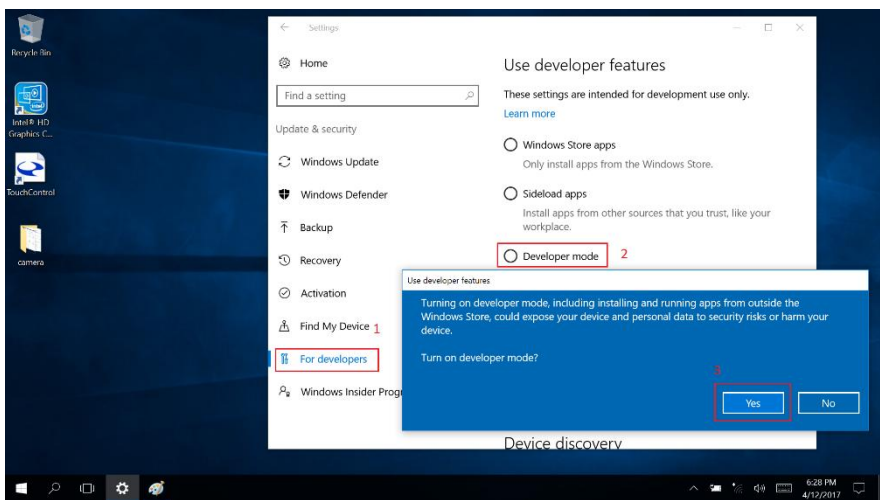 Recycle Bin
Intel® HD
Graphics C...
TouchControl
camera
Settings
Home
Find a setting
Update & security
Windows Update
Windows Defender
Backup
Recovery
Activation
Find My Device
1
For developers
Windows Insider Prog
Use developer features
These settings are intended for development use only.
Learn more
Windows Store apps
Only install apps from the Windows Store.
Sideload apps
Install apps from other sources that you trust, like your
workplace.
Developer mode
2
Use developer features
Turning on developer mode, including installing and running apps from outside the
Windows Store, could expose your device and personal data to security risks or harm your
device.
Turn on developer mode?
3
Yes
No
Device discovery
6:28 PM
4/12/2017